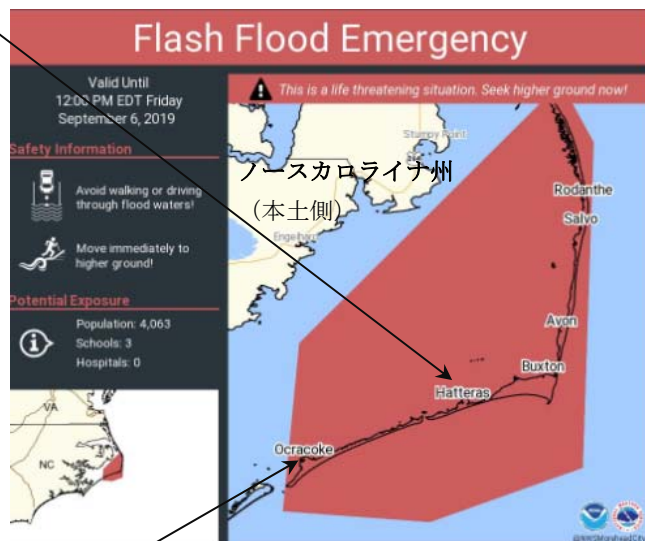 Flash Flood Emergency
Valid Until
12:00 PM EDT Friday
September 6, 2019
Safety Information
Avoid walking or driving
through flood waters!
Move immediately to
higher ground!
Potential Exposure
Population: 4,063
Schools: 3
Hospitals: 0
VA
NC
This is a life threatening situation. Seek higher ground now!
Stumpy Point
ノースカロライナ州
(本土側)
Engelhard
Rodanthe
Salvo
Avon
Buxton
Hatteras
Ocracoke
@NWSMoreheadCity